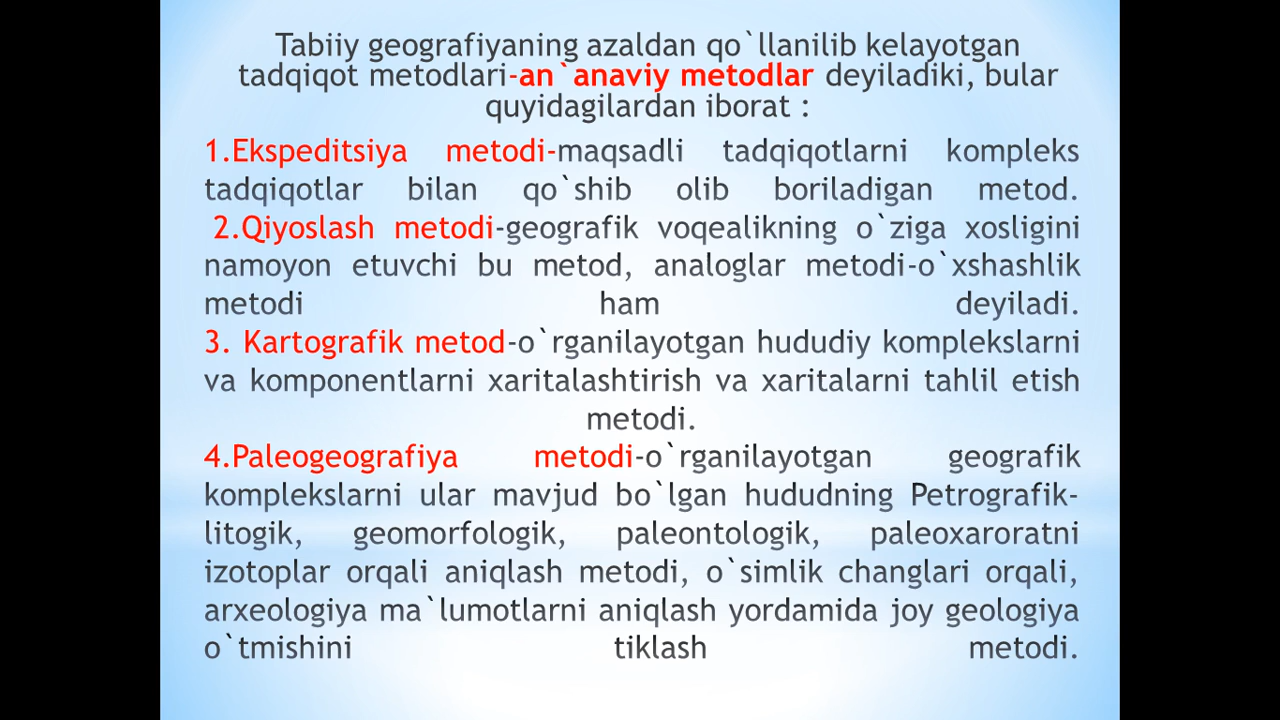 Tabiiy geografiyaning azaldan qo`llanilib kelayotgan
tadqiqot metodlari-an`anaviy metodlar deyiladiki, bular
quyidagilardan iborat :
1.Ekspeditsiya metodi-maqsadli tadqiqotlarni kompleks
tadqiqotlar bilan qo`shib olib boriladigan metod.
2.Qiyoslash metodi-geografik voqealikning o`ziga xosligini
namoyon etuvchi bu metod, analoglar metodi-o`xshashlik
metodi ham deyiladi.
3. Kartografik metod-o`rganilayotgan hududiy komplekslarni
va komponentlarni xaritalashtirish va xaritalarni tahlil etish
metodi.
4.Paleogeografiya metodi-o`rganilayotgan geografik
komplekslarni ular mavjud bo`lgan hududning Petrografik-
litogik, geomorfologik, paleontologik, paleoxaroratni
izotoplar orqali aniqlash metodi, o`simlik changlari orqali,
arxeologiya ma`lumotlarni aniqlash yordamida joy geologiya
o`tmishini tiklash metodi.